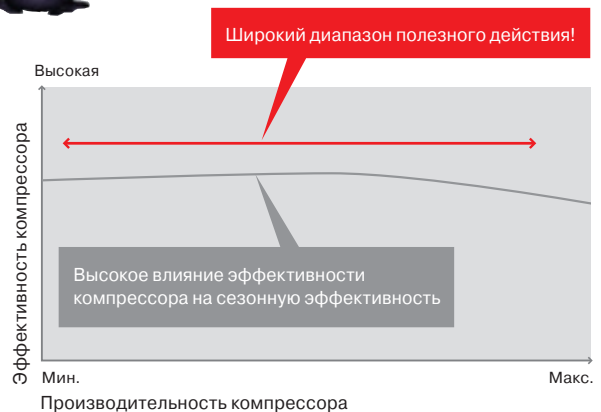 Широкий диапазон полезного действия!
Высокая
Эффективность компрессора
Высокое влияние эффективности
компрессора на сезонную эффективность
Мин.
Макс.
Производительность компрессора